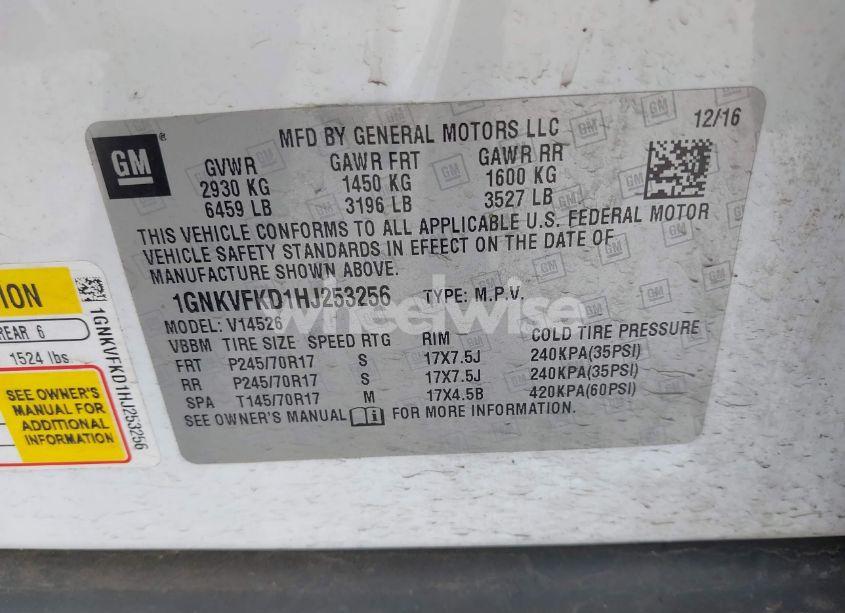 MFD BY GENERAL MOTORS LLC
12/16
GM
®
GVWR GAWR FRT GAWR RR
2930 KG 1450 KG 1600 KG
6459 LB 3196 LB 3527 LB
THIS VEHICLE CONFORMS TO ALL APPLICABLE U.S. FEDERAL MOTOR
VEHICLE SAFETY STANDARDS IN EFFECT ON THE DATE OF
MANUFACTURE SHOWN ABOVE.
1GNKVFKD1HJ253256 TYPE: M.P.V.
MODEL: V14526
VBBM TIRE SIZE SPEED RTG RIM COLD TIRE PRESSURE
FRT P245/70R17 S 17X7.5J 240KPA(35PSI)
RR P245/70R17 S 17X7.5J 240KPA(35PSI)
SPA T145/70R17 M 17X4.5B 420KPA(60PSI)
SEE OWNER'S MANUAL FOR MORE INFORMATION.
wheelwise
REAR 6
1524 lbs.
SEE OWNER'S
MANUAL FOR
ADDITIONAL
INFORMATION
1GNKVFKD1HJ253256